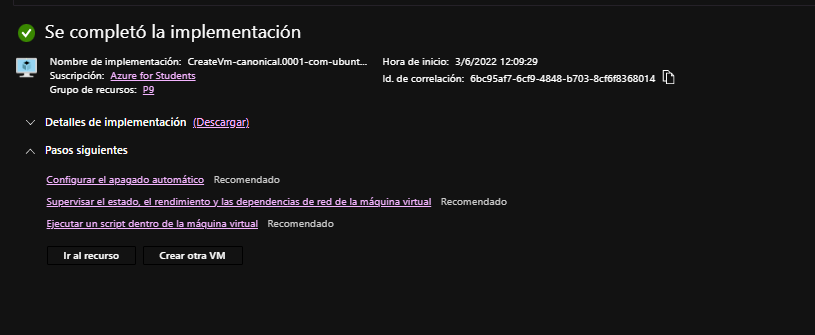 Se completó la implementación
Nombre de implementación: CreateVm-canonical.0001-com-ubunt... Hora de inicio: 3/6/2022 12:09:29
Suscripción: Azure for Students Id. de correlación: 6bc95af7-6cf9-4848-b703-8cf6f8368014
Grupo de recursos: P9
Detalles de implementación (Descargar)
Pasos siguientes
Configurar el apagado automático Recomendado
Supervisar el estado, el rendimiento y las dependencias de red de la máquina virtual Recomendado
Ejecutar un script dentro de la máquina virtual Recomendado
Ir al recurso Crear otra VM